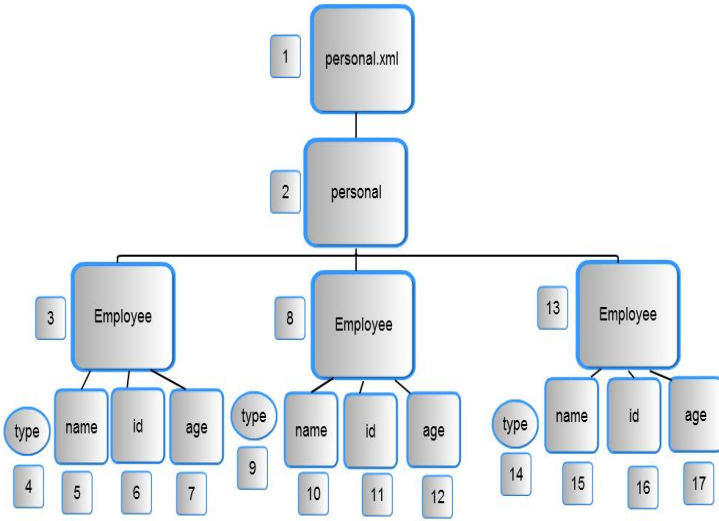 1 personal.xml
2 personal
3 Employee 8 Employee 13 Employee
type name id age type name id age type name id age
4 5 6 7 9 10 11 12 14 15 16 17